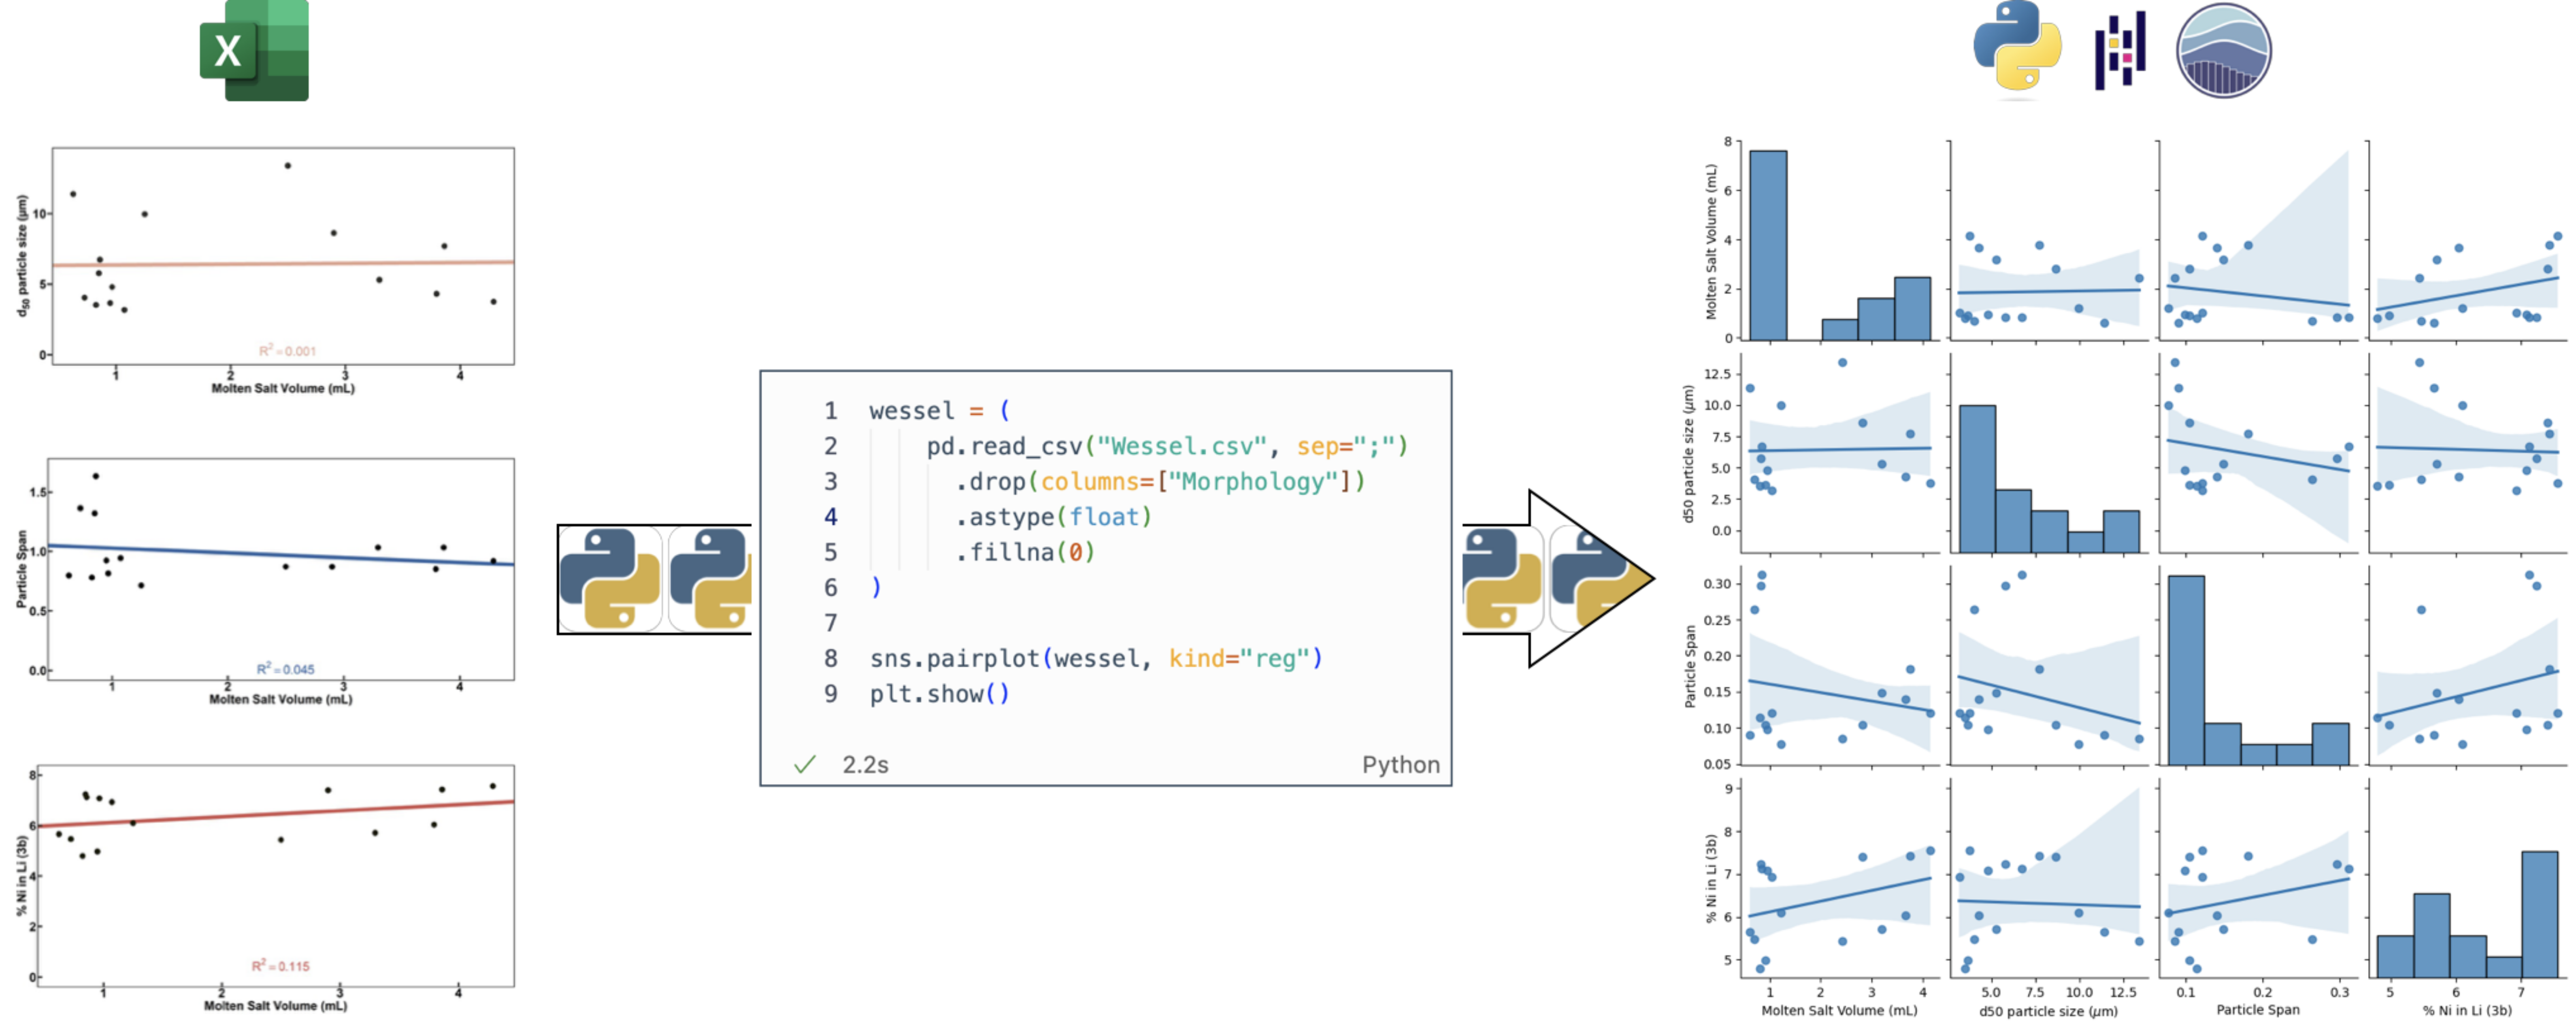 X
d50 particle size (µm)
10
5
0
R² = 0.001
1 2 3 4
Molten Salt Volume (mL)
Particle Span
1.5
1.0
0.5
0.0
R² = 0.045
1 2 3 4
Molten Salt Volume (mL)
% Ni in Li (3b)
8
6
4
2
0
R² = 0.115
1 2 3 4
Molten Salt Volume (mL)
1 wessel = (
2 pd.read_csv("Wessel.csv", sep=";")
3 .drop(columns=["Morphology"])
4 .astype(float)
5 .fillna(0)
6 )
7
8 sns.pairplot(wessel, kind="reg")
9 plt.show()
✓ 2.2s Python
Molten Salt Volume (mL)
8
6
4
2
0
d50 particle size (µm)
12.5
10.0
7.5
5.0
2.5
0.0
Particle Span
0.30
0.25
0.20
0.15
0.10
0.05
% Ni in Li (3b)
9
8
7
6
5
1 2 3 4 5.0 7.5 10.0 12.5 0.1 0.2 0.3 5 6 7
Molten Salt Volume (mL) d50 particle size (µm) Particle Span % Ni in Li (3b)